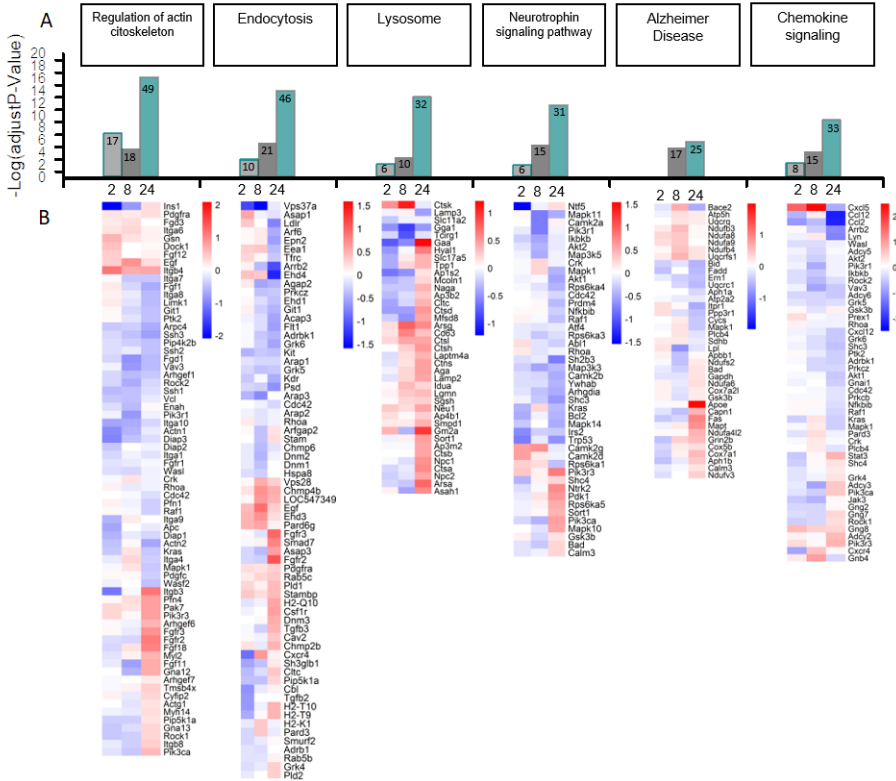 A
Regulation of actin
citoskeleton
Endocytosis
Lysosome
Neurotrophin
signaling pathway
Alzheimer
Disease
Chemokine
signaling
-Log(adjustP-Value)
20
18
16
14
12
10
8
6
4
2
0
17
18
49
10
21
46
6
10
32
6
15
31
17
25
8
15
33
2 8 24
2 8 24
2 8 24
2 8 24
2 8 24
2 8 24
B
Ins1
Pdgfra
Fgd3
Itga6
Gsn
Dock1
Fgf12
Egf
Itgb4
Itga7
Fgf1
Itga8
Limk1
Git1
Ptk2
Arpc4
Ssh3
Pip4k2b
Ssh2
Fgd1
Vav3
Arhgef1
Rock2
Ssh1
Vcl
Enah
Pik3r1
Itga10
Actn1
Diap3
Itga1
Fgfr1
Wasl
Crk
Rhoa
Cdc42
Pfn1
Raf1
Itga9
Apc
Diap1
Actn2
Kras
Itga4
Mapk1
Pdgfc
Wasf2
Itgb3
Pfn4
Pak7
Pik3r3
Arhgef6
Fgfr3
Fgfr2
Fgf18
Myl2
Fgf11
Gna12
Arhgef7
Tmsb4x
Cyfip2
Actg1
Myh14
Pip5k1a
Gna13
Rock1
Itgb8
Pik3ca
2
1
0
-1
-2
Vps37a
Asap1
Ldlr
Arf6
Epn2
Eea1
Tfrc
Arrb2
Ehd4
Agap2
Prkcz
Ehd1
Git1
Acap3
Flt1
Adrbk1
Grk6
Kit
Arap1
Grk5
Kdr
Psd
Arap3
Cdc42
Arap2
Rhoa
Arfgap2
Stam
Chmp6
Dnm2
Dnm1
Hspa8
Vps28
Chmp4b
LOC547349
Egf
Ehd3
Pard6g
Fgfr3
Smad7
Asap3
Fgfr2
Pdgfra
Rab5c
Pld1
Stambp
H2-Q10
Csf1r
Dnm3
Tgfb3
Cav2
Chmp2b
Cxcr4
Sh3glb1
Cltc
Pip5k1a
Cbl
Tgfb2
H2-T10
H2-T9
H2-K1
Pard3
Smurf2
Adrb1
Rab5b
Grk4
Pld2
1.5
1
0.5
0
-0.5
-1
-1.5
Ctsk
Lamp3
Slc11a2
Gga1
Tcirg1
Gaa
Hyal1
Slc17a5
Tpp1
Ap1s2
Mcoln1
Naga
Ap3b2
Cltc
Ctsd
Mfsd8
Arsg
Cd63
Ctsl
Ctsh
Laptm4a
Ctns
Aga
Lamp2
Idua
Lgmn
Sgsh
Neu1
Ap4b1
Smpd1
Gm2a
Sort1
Ap3m2
Ctsb
Npc1
Ctsa
Npc2
Arsa
Asah1
1
0.5
0
-0.5
-1
Ntf5
Mapk11
Camk2a
Pik3r1
Ikbkb
Akt2
Map3k5
Crk
Mapk1
Akt1
Rps6ka4
Cdc42
Prdm4
Nfkbib
Raf1
Atf4
Rps6ka3
Abl1
Rhoa
Sh2b3
Map3k3
Camk2b
Ywhab
Arhgdia
Shc3
Kras
Bcl2
Mapk14
Irs2
Trp53
Camk2g
Camk2d
Rps6ka1
Pik3r3
Shc4
Ntrk2
Pdk1
Rps6ka5
Sort1
Pik3ca
Mapk10
Gsk3b
Bad
Calm3
1.5
1
0.5
0
-0.5
-1
-1.5
Bace2
Atp5h
Uqcrq
Ndufb3
Ndufa8
Ndufa9
Ndufb4
Uqcrfs1
Bid
Fadd
Ern1
Uqcrc1
Aph1a
Atp2a2
Itpr1
Ppp3r1
Cycs
Mapk1
Plcb4
Sdhb
Lpl
Apbb1
Ndufs2
Bad
Gapdh
Ndufa6
Cox7a2l
Gsk3b
Apoe
Capn1
Fas
Mapt
Ndufa4l2
Grin2b
Cox5b
Cox7a1
Aph1b
Calm3
Ndufv3
1
0
-1
Cxcl5
Ccl12
Ccl2
Arrb2
Lyn
Wasl
Adcy5
Akt2
Pik3r1
Ikbkb
Rock2
Vav3
Adcy6
Grk5
Gsk3b
Prex1
Rhoa
Cxcl12
Grk6
Shc3
Ptk2
Adrbk1
Prkcz
Akt1
Gnai1
Cdc42
Prkcb
Nfkbib
Raf1
Kras
Mapk1
Pard3
Crk
Plcb4
Stat3
Shc4
Grk4
Adcy3
Pik3ca
Jak3
Gng2
Gng7
Rock1
Gng8
Adcy2
Pik3r3
Cxcr4
Gnb4
2
1
0
-1
-2